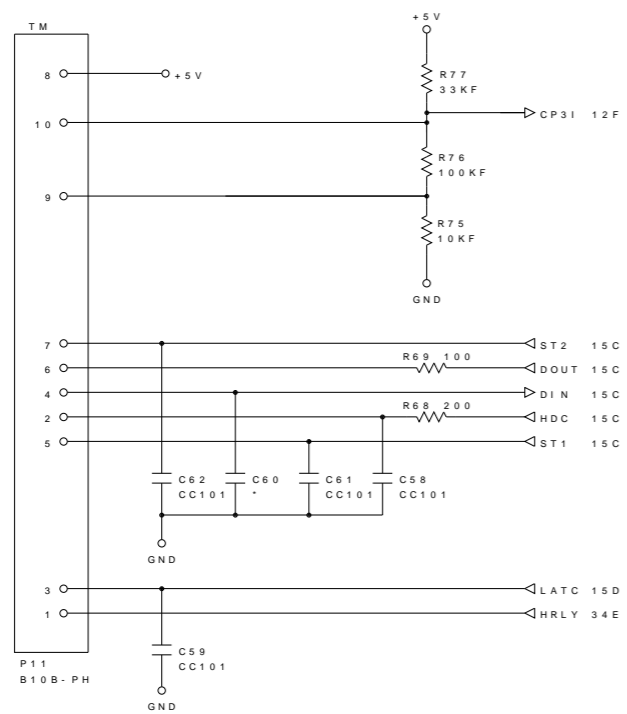 +5V
TM
8
+5V
R77
33KF
10
CP3I 12F
R76
100KF
9
R75
10KF
GND
7
ST2 15C
R69 100
6
DOUT 15C
4
DIN 15C
R68 200
2
HDC 15C
5
ST1 15C
C62
CC101
C60
*
C61
CC101
C58
CC101
GND
3
LATC 15D
1
HRLY 34E
C59
CC101
P11
B10B-PH
GND